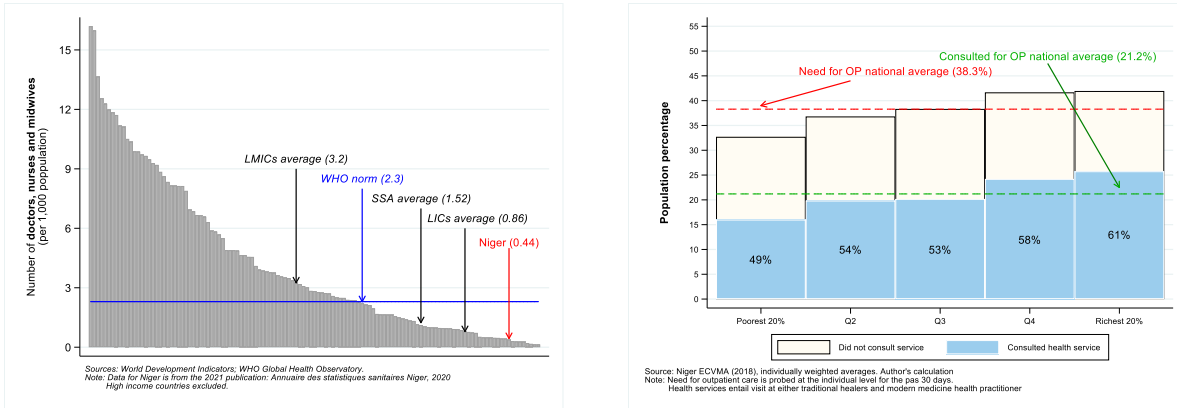 Number of doctors, nurses and midwives
(per 1,000 poppulation)
15
12
9
6
3
0
LMICs average (3.2)
WHO norm (2.3)
SSA average (1.52)
LICs average (0.86)
Niger (0.44)
Sources: World Development Indicators; WHO Global Health Observatory.
Note: Data for Niger is from the 2021 publication: Annuaire des statistiques sanitaires Niger, 2020
High income countries excluded.
Population percentage
55
50
45
40
35
30
25
20
15
10
5
0
Consulted for OP national average (21.2%)
Need for OP national average (38.3%)
49%
54%
53%
58%
61%
Poorest 20%
Q2
Q3
Q4
Richest 20%
Did not consult service
Consulted health service
Source: Niger ECVMA (2018), individually weighted averages. Author's calculation
Note: Need for outpatient care is probed at the individual level for the pas 30 days.
Health services entail visit at either traditional healers and modern medicine health practitioner